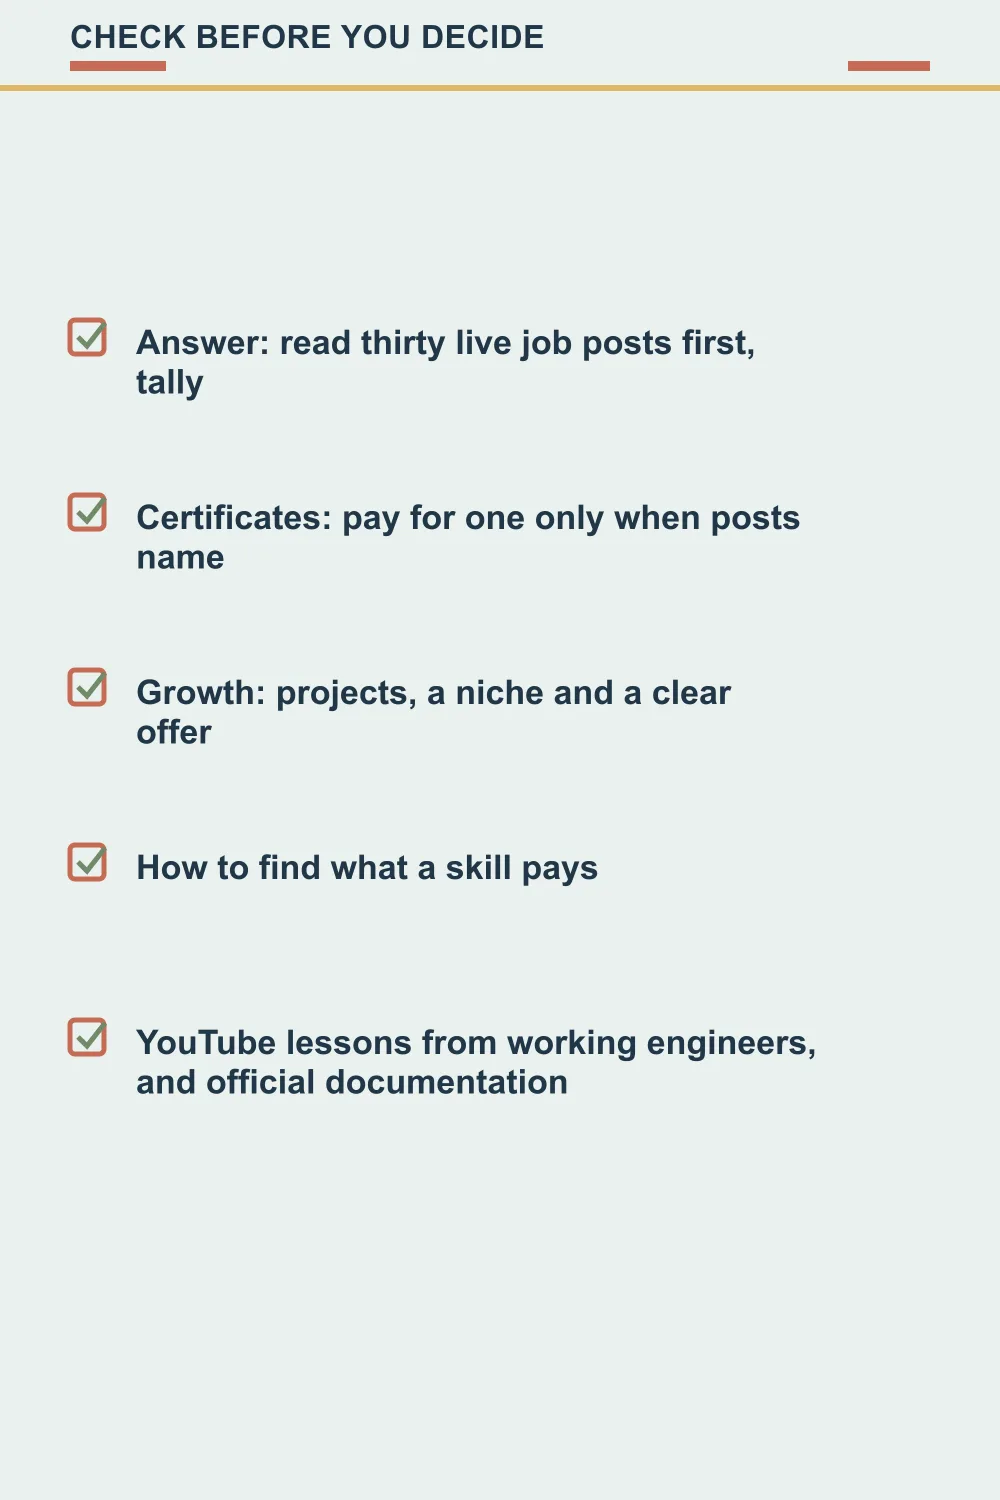 CHECK BEFORE YOU DECIDE
Answer: read thirty live job posts first,
tally
Certificates: pay for one only when posts
name
Growth: projects, a niche and a clear
offer
How to find what a skill pays
YouTube lessons from working engineers,
and official documentation